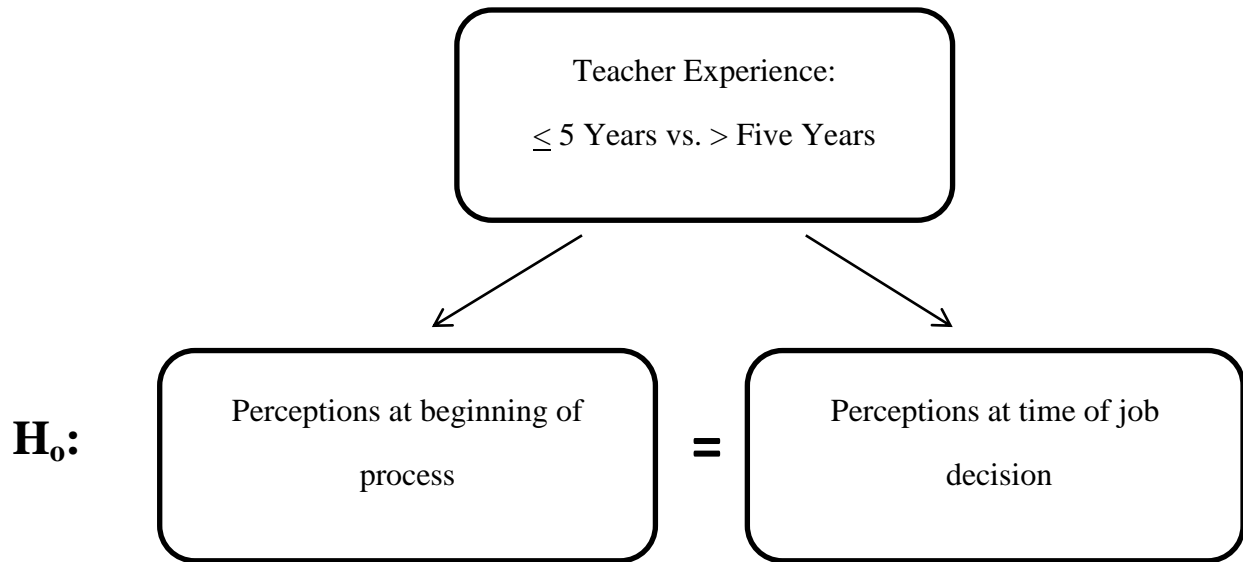 Teacher Experience:
≤ 5 Years vs. > Five Years
Perceptions at beginning of
process
Perceptions at time of job
decision
Hₒ:
=